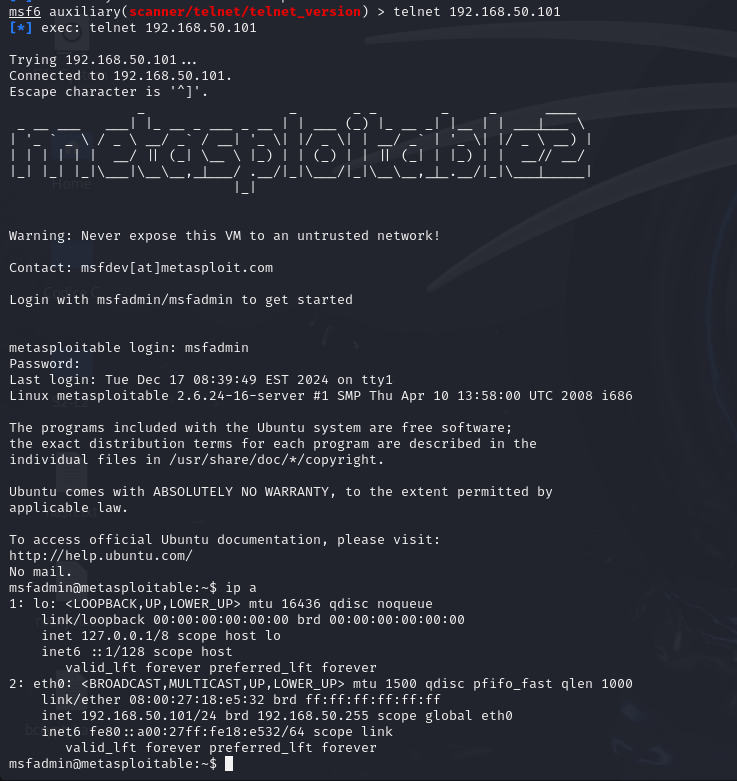 msf6 auxiliary(scanner/telnet/telnet_version) > telnet 192.168.50.101
[*] exec: telnet 192.168.50.101
Trying 192.168.50.101...
Connected to 192.168.50.101.
Escape character is '^]'.
metasploitable2
Warning: Never expose this VM to an untrusted network!
Contact: msfdev[at]metasploit.com
Login with msfadmin/msfadmin to get started
metasploitable login: msfadmin
Password:
Last login: Tue Dec 17 08:39:49 EST 2024 on tty1
Linux metasploitable 2.6.24-16-server #1 SMP Thu Apr 10 13:58:00 UTC 2008 i686
The programs included with the Ubuntu system are free software;
the exact distribution terms for each program are described in the
individual files in /usr/share/doc/*/copyright.
Ubuntu comes with ABSOLUTELY NO WARRANTY, to the extent permitted by
applicable law.
To access official Ubuntu documentation, please visit:
http://help.ubuntu.com/
No mail.
msfadmin@metasploitable:~$ ip a
1: lo: <LOOPBACK,UP,LOWER_UP> mtu 16436 qdisc noqueue
    link/loopback 00:00:00:00:00:00 brd 00:00:00:00:00:00
    inet 127.0.0.1/8 scope host lo
    inet6 ::1/128 scope host
       valid_lft forever preferred_lft forever
2: eth0: <BROADCAST,MULTICAST,UP,LOWER_UP> mtu 1500 qdisc pfifo_fast qlen 1000
    link/ether 08:00:27:18:e5:32 brd ff:ff:ff:ff:ff:ff
    inet 192.168.50.101/24 brd 192.168.50.255 scope global eth0
    inet6 fe80::a00:27ff:fe18:e532/64 scope link
       valid_lft forever preferred_lft forever
msfadmin@metasploitable:~$